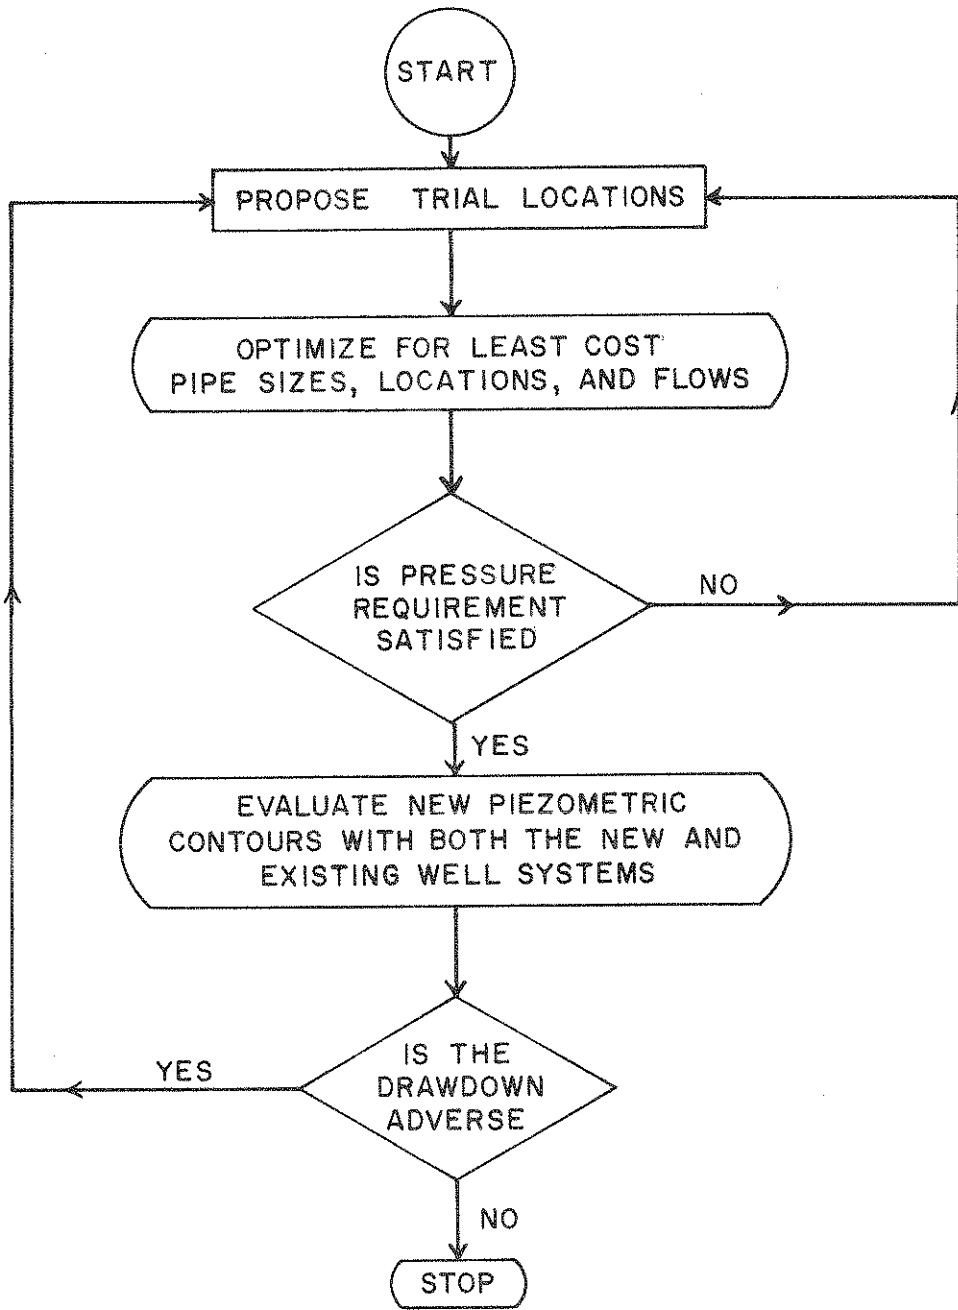 START
PROPOSE TRIAL LOCATIONS
OPTIMIZE FOR LEAST COST
PIPE SIZES, LOCATIONS, AND FLOWS
IS PRESSURE
REQUIREMENT
SATISFIED
NO
YES
EVALUATE NEW PIEZOMETRIC
CONTOURS WITH BOTH THE NEW AND
EXISTING WELL SYSTEMS
IS THE
DRAWDOWN
ADVERSE
YES
NO
STOP